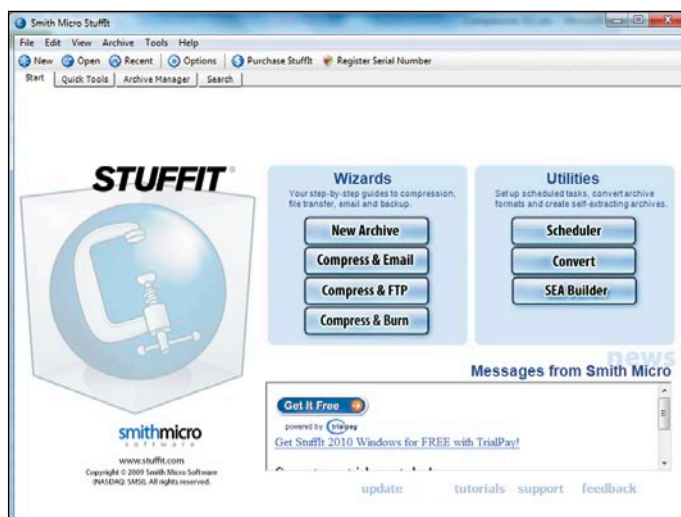 Smith Micro StuffIt
File Edit View Archive Tools Help
New Open Recent Options Purchase StuffIt Register Serial Number
Start Quick Tools Archive Manager Search
STUFFIT
Wizards
Your step-by-step guides to compression,
file transfer, email and backup.
New Archive
Compress & Email
Compress & FTP
Compress & Burn
Utilities
Set up scheduled tasks, convert archive
formats and create self-extracting archives.
Scheduler
Convert
SEA Builder
news
Messages from Smith Micro
Get It Free
powered by trialpay
Get StuffIt 2010 Windows for FREE with TrialPay!
smithmicro
software
www.stuffit.com
Copyright © 2009 Smith Micro Software
(NASDAQ: SMSI). All rights reserved.
update tutorials support feedback